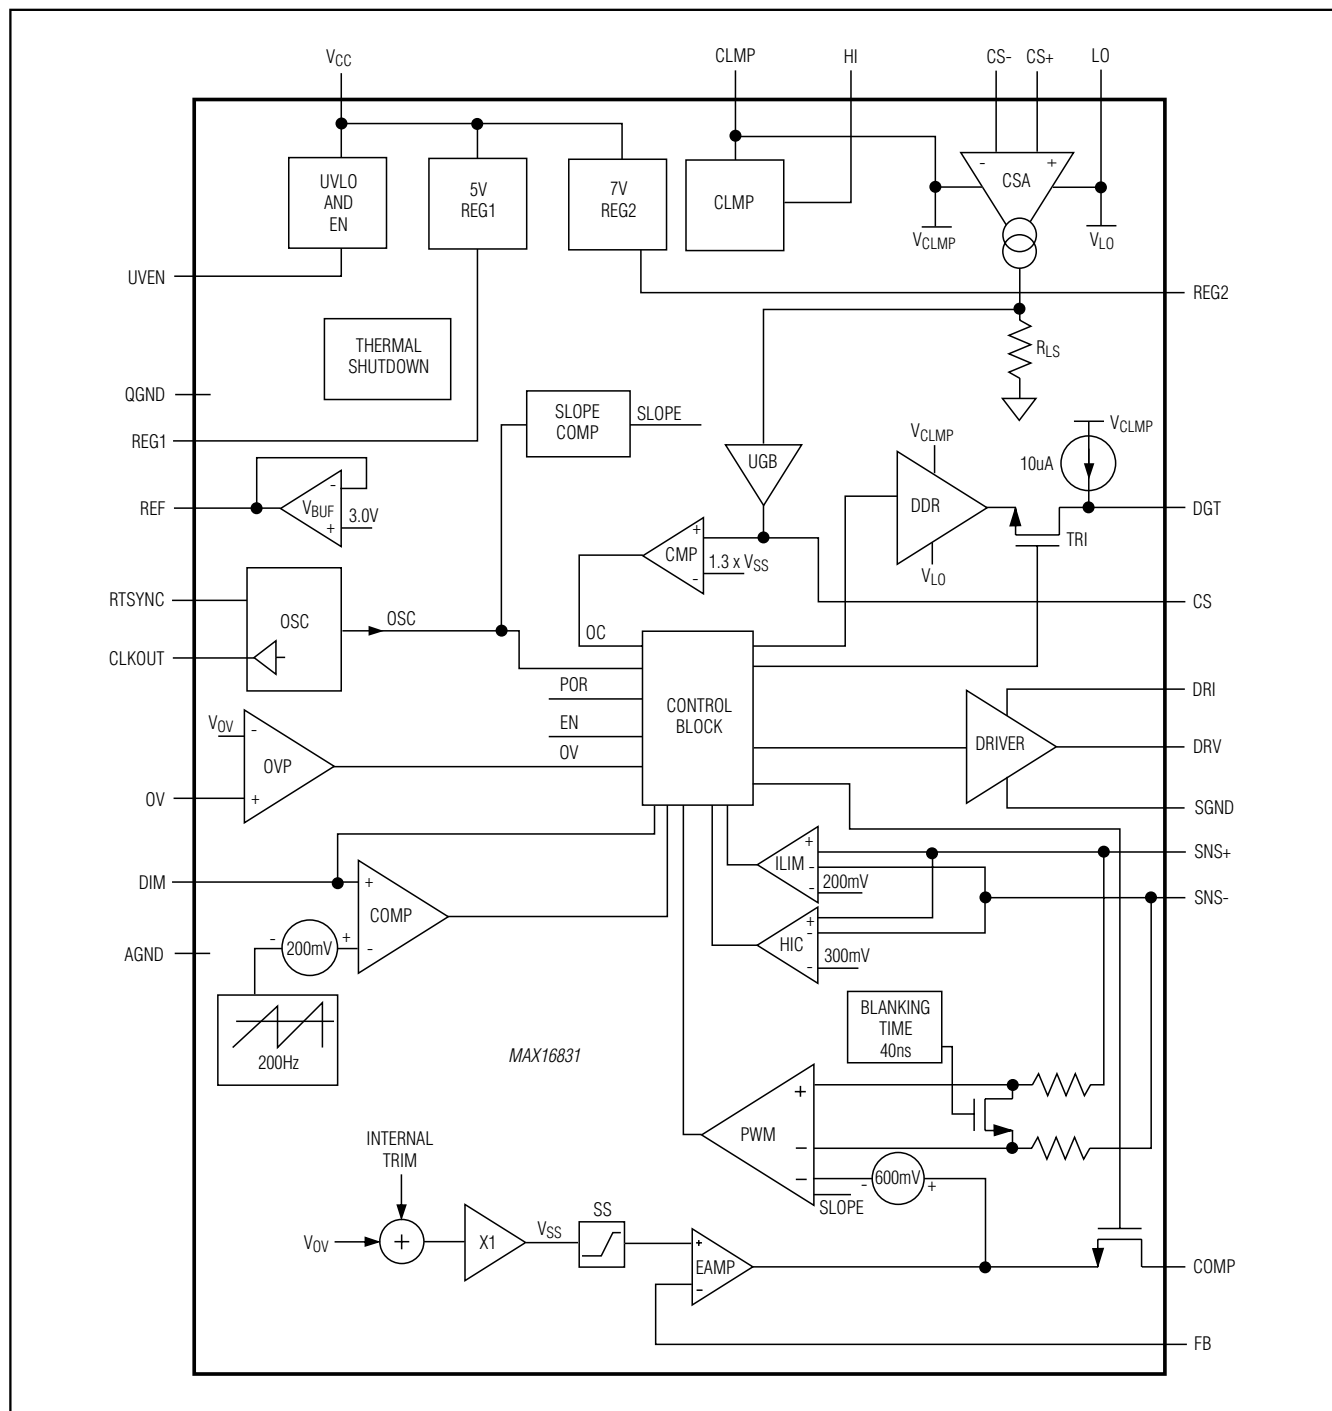 VCC
CLMP
HI
CS-
CS+
LO
UVLO
AND
EN
5V
REG1
7V
REG2
CLMP
-
+
CSA
VCLMP
VLO
UVEN
REG2
THERMAL
SHUTDOWN
RLS
QGND
REG1
SLOPE
COMP
SLOPE
UGB
VCLMP
VCLMP
10uA
REF
-
VBUF
+
3.0V
DDR
DGT
TRI
VLO
+
CMP
-
1.3 x VSS
RTSYNC
OSC
OSC
CS
CLKOUT
OC
POR
EN
OV
CONTROL
BLOCK
DRI
DRIVER
DRV
SGND
VOV
-
OVP
+
OV
DIM
+
COMP
-
- 200mV +
AGND
200Hz
+
ILIM
-
-
200mV
SNS+
SNS-
+
HIC
-
-
300mV
MAX16831
BLANKING
TIME
40ns
+
PWM
−
−
- 600mV +
SLOPE
INTERNAL
TRIM
VOV
+
X1
VSS
SS
+
EAMP
-
COMP
FB